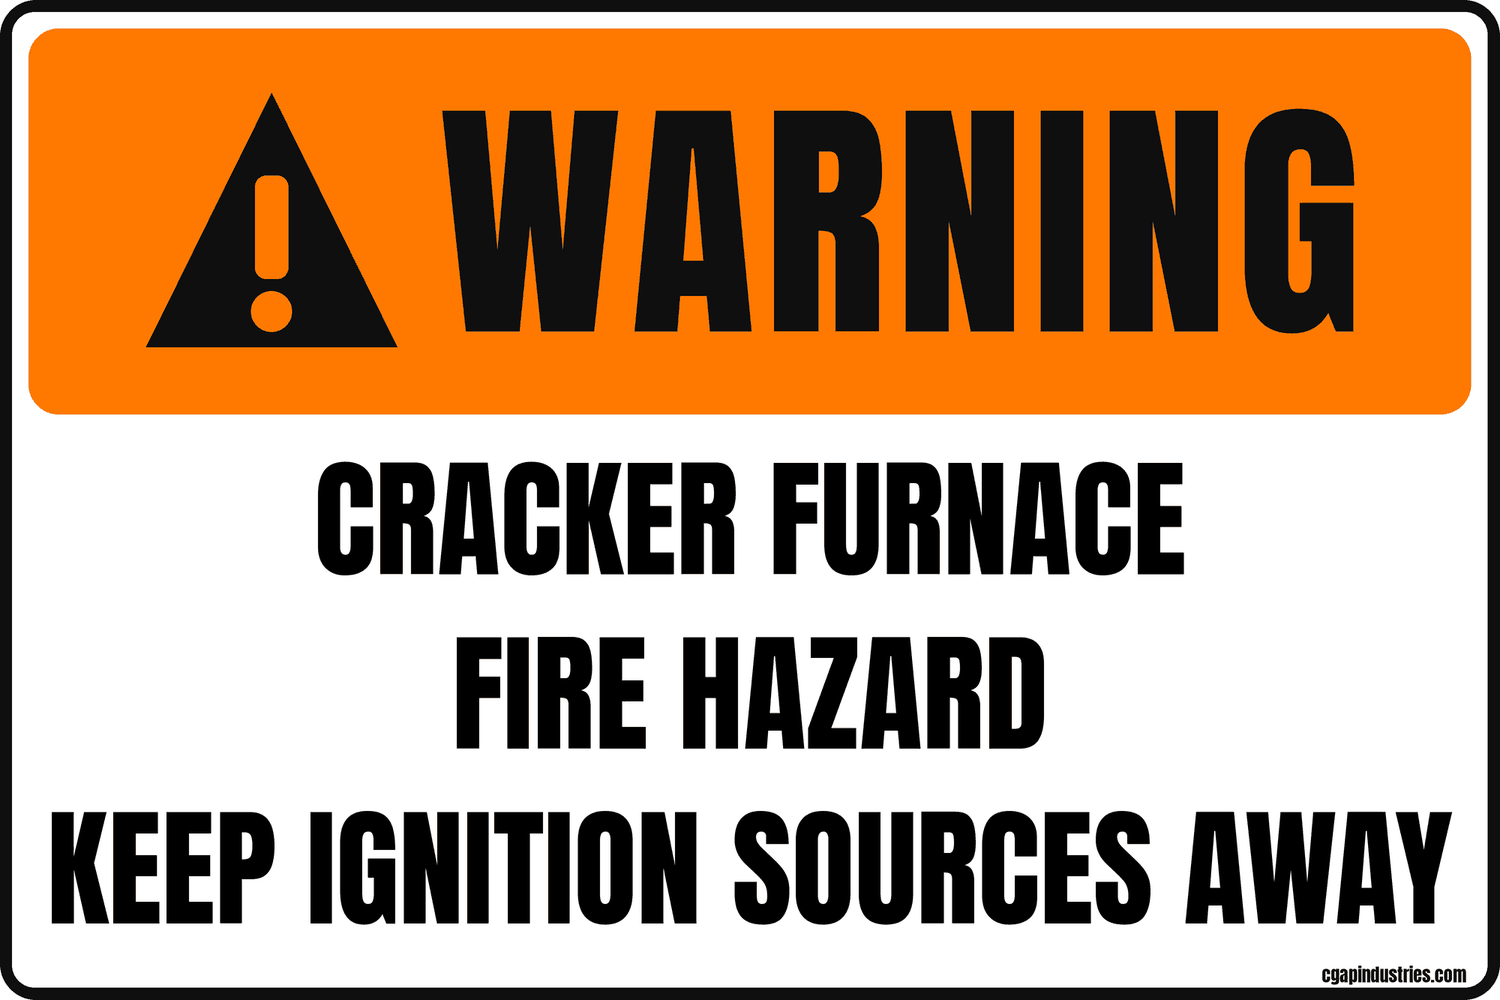 WARNING
CRACKER FURNACE
FIRE HAZARD
KEEP IGNITION SOURCES AWAY
cgapindustries.com